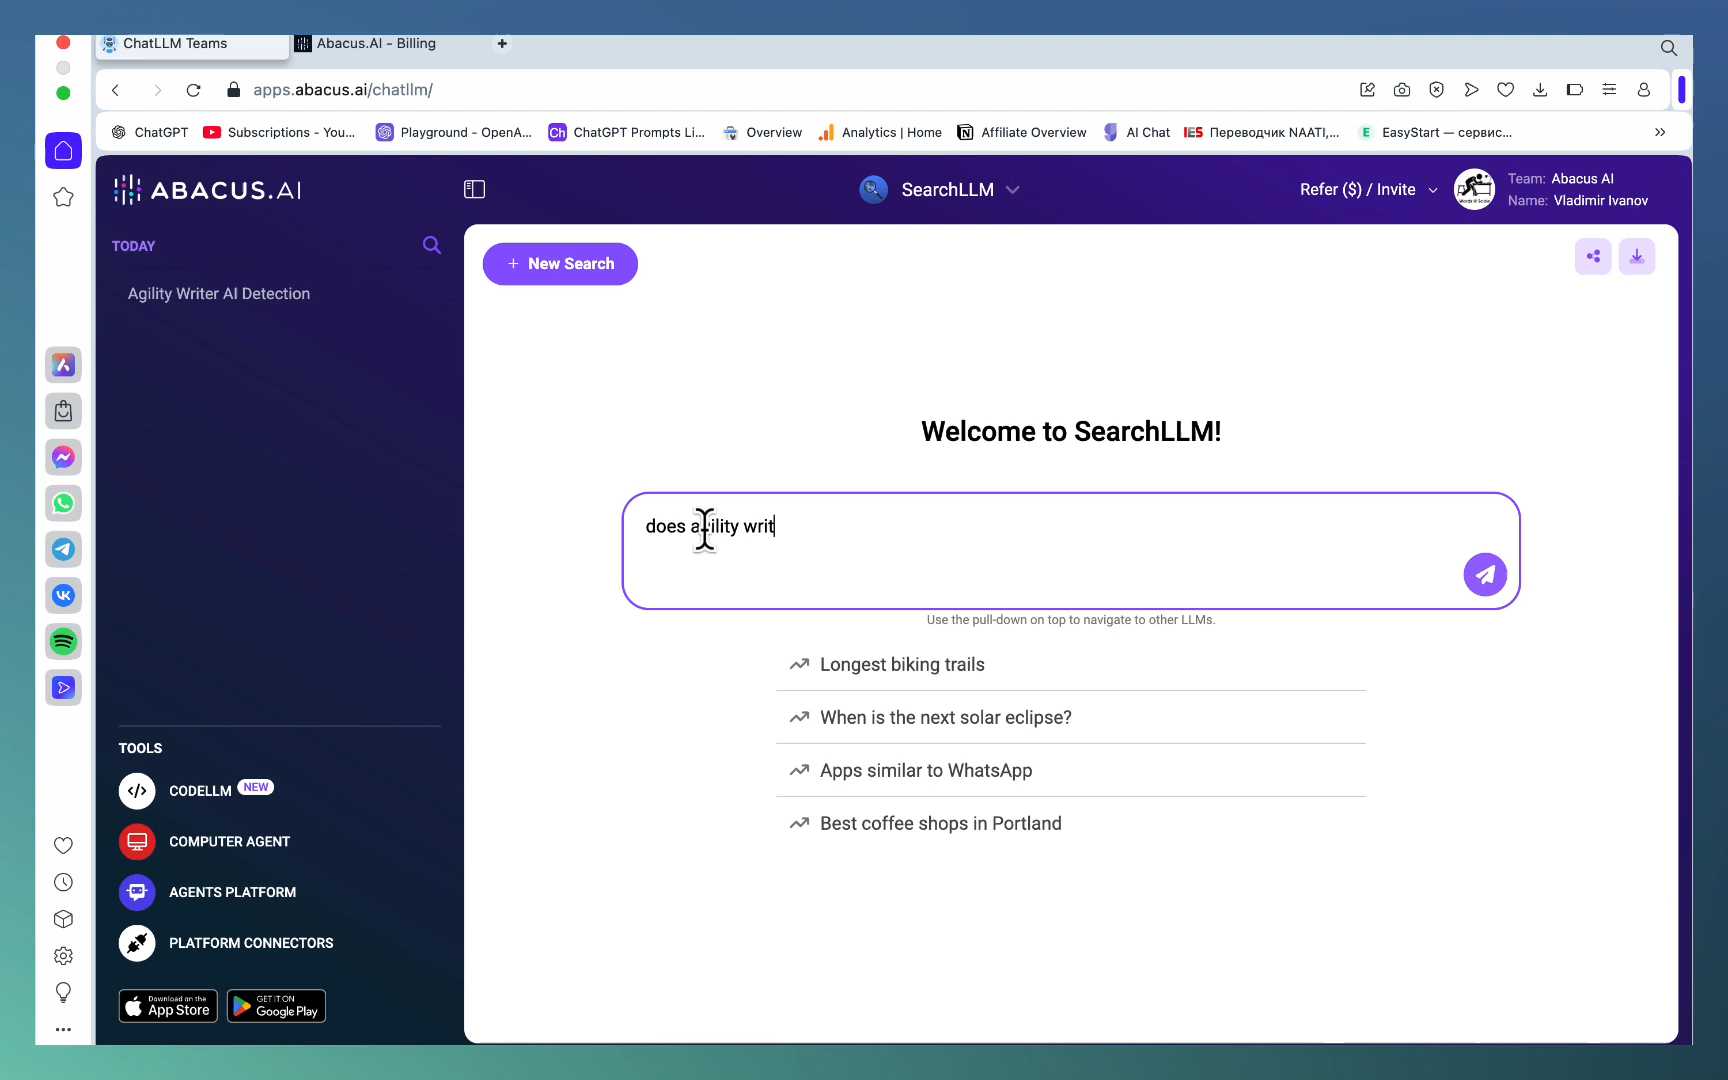 ChatLLM Teams
Abacus.AI - Billing
apps.abacus.ai/chatllm/
ChatGPT
Subscriptions - You...
Playground - OpenA...
Ch
ChatGPT Prompts Li...
Overview
Analytics | Home
Affiliate Overview
AI Chat
IES
Переводчик NAATI,...
E
EasyStart — сервис...
ABACUS.AI
SearchLLM
Refer ($) / Invite
Team: Abacus AI
Name: Vladimir Ivanov
TODAY
Agility Writer AI Detection
+ New Search
Welcome to SearchLLM!
does agility writ
Use the pull-down on top to navigate to other LLMs.
Longest biking trails
When is the next solar eclipse?
Apps similar to WhatsApp
Best coffee shops in Portland
TOOLS
CODELLM NEW
COMPUTER AGENT
AGENTS PLATFORM
PLATFORM CONNECTORS
Download on the
App Store
GET IT ON
Google Play